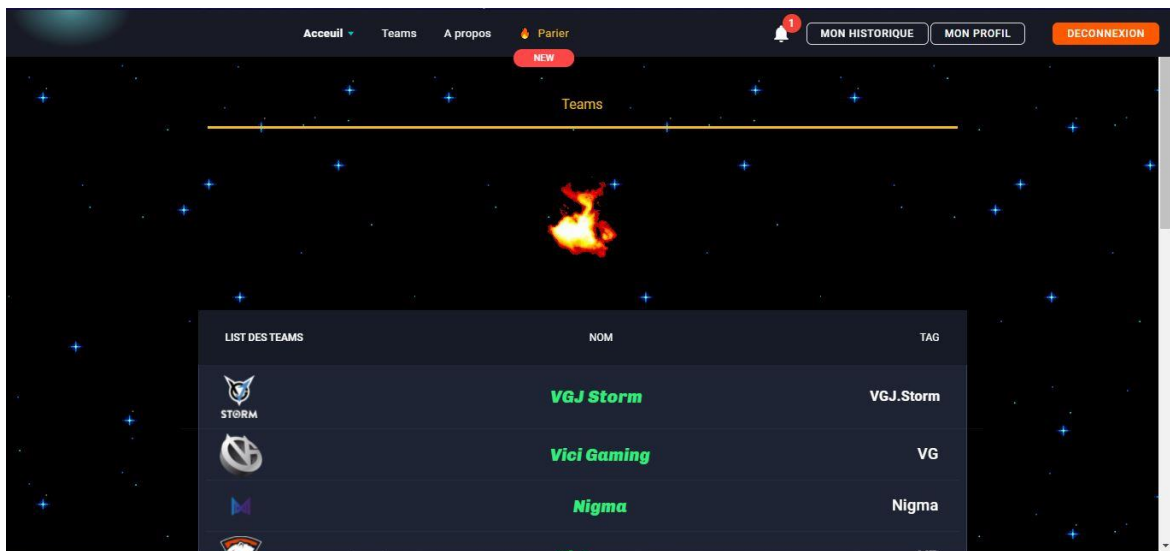 Acceuil Teams A propos Parier 1 MON HISTORIQUE MON PROFIL DECONNEXION
NEW
Teams
LIST DES TEAMS NOM TAG
STORM VGJ Storm VGJ.Storm
Vici Gaming VG
Nigma Nigma